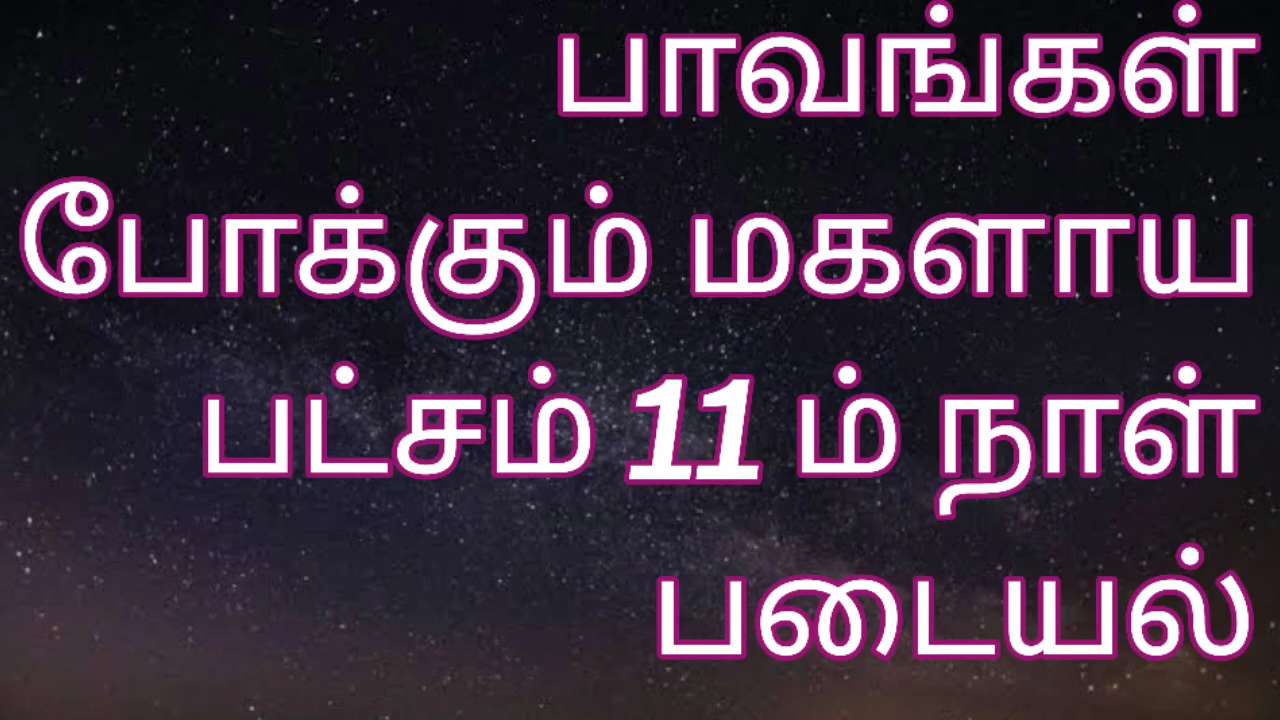 பாவங்கள்
போக்கும் மகளாய
பட்சம் 11 ம் நாள்
படையல்